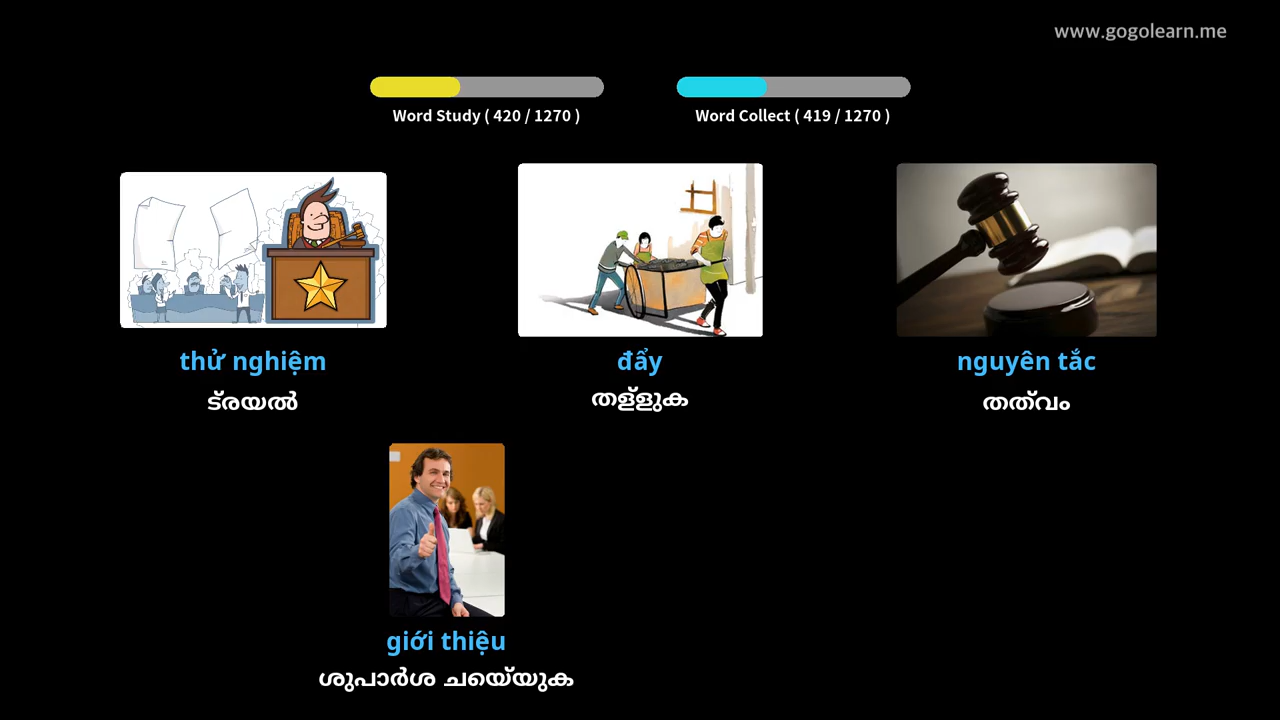 www.gogolearn.me
Word Study ( 420 / 1270 )
Word Collect ( 419 / 1270 )
thử nghiệm
ട്രയൽ
đẩy
തള്ളുക
nguyên tắc
തത്വം
giới thiệu
ശുപാർശ ചയ്യെുക